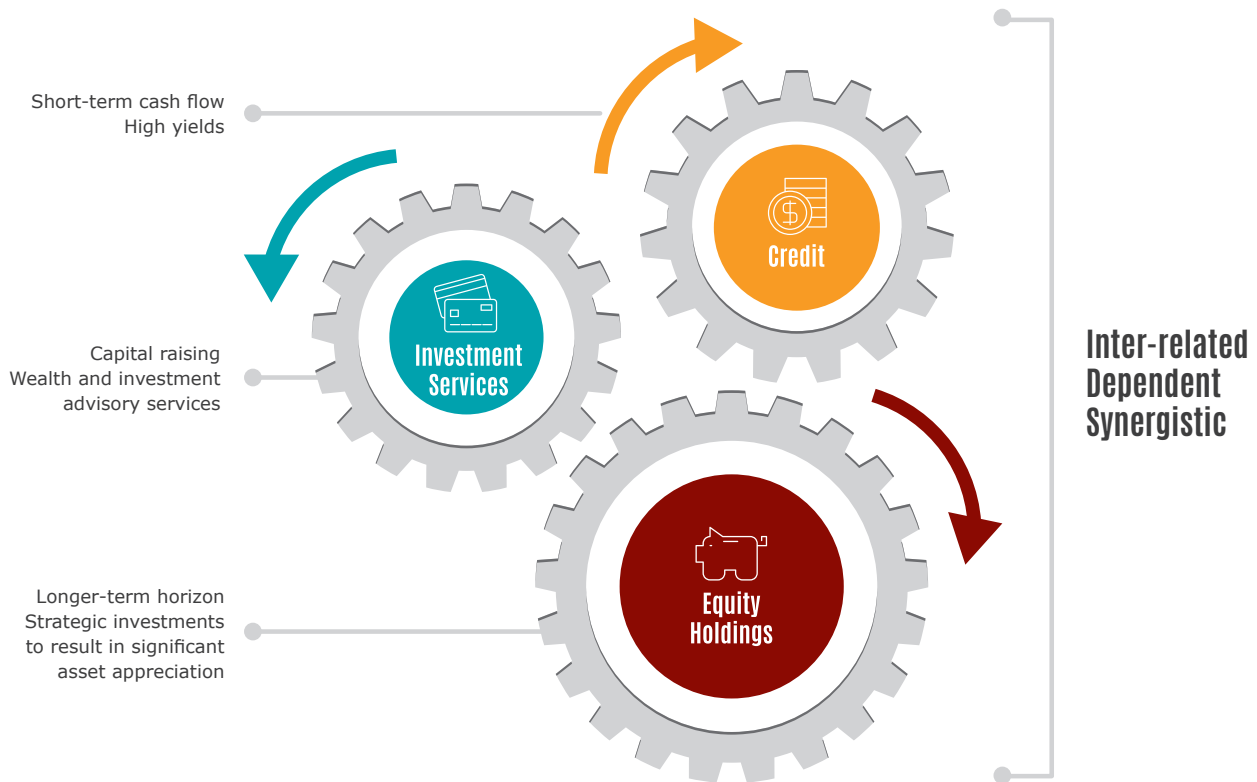 Short-term cash flow
High yields
$
Credit
Investment
Services
Capital raising
Wealth and investment
advisory services
Inter-related
Dependent
Synergistic
Equity
Holdings
Longer-term horizon
Strategic investments
to result in significant
asset appreciation